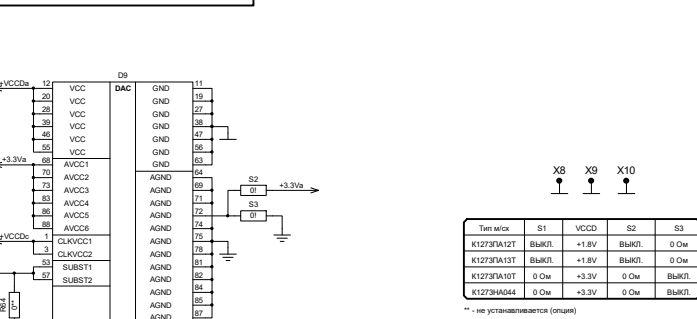 D9
+VCCDa 12 VCC DAC GND 11
20 VCC GND 19
28 VCC GND 27
39 VCC GND 38
46 VCC GND 47
55 VCC GND 56
+3.3Va 68 AVCC1 GND 63
70 AVCC2 AGND 64
73 AVCC3 AGND 69
83 AVCC4 AGND 71
86 AVCC5 AGND 72
88 AVCC6 AGND 74
+VCCDc 1 CLKVCC1 AGND 75
3 CLKVCC2 AGND 78
53 SUBST1 AGND 81
57 SUBST2 AGND 82
AGND 84
AGND 85
AGND 87
R64
0**
S2
0! +3.3Va
S3
0!
X8 X9 X10
Тип м/сх S1 VCCD S2 S3
К1273ПА12Т ВЫКЛ. +1.8V ВЫКЛ. 0 Ом
К1273ПА13Т ВЫКЛ. +1.8V ВЫКЛ. 0 Ом
К1273ПА10Т 0 Ом +3.3V 0 Ом ВЫКЛ.
К1273НА044 0 Ом +3.3V 0 Ом ВЫКЛ.
** - не устанавливается (опция)